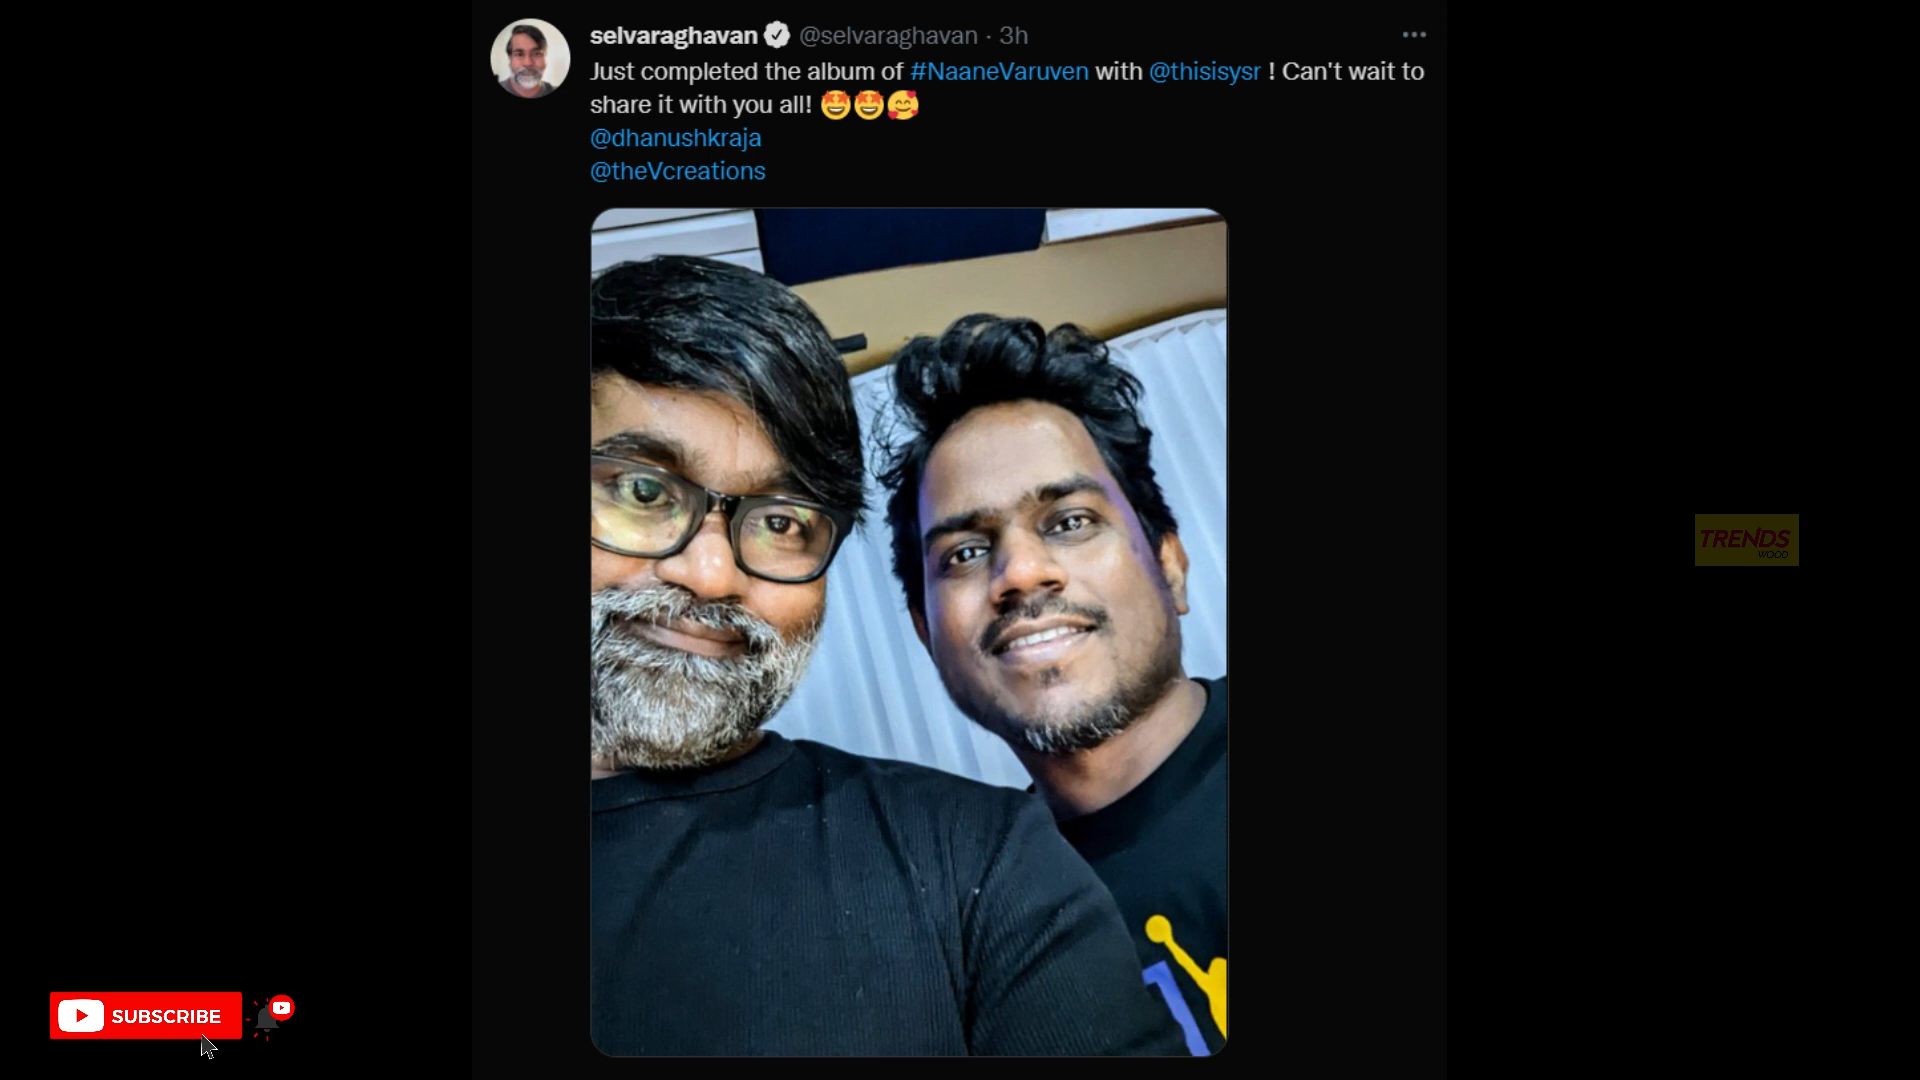 selvaraghavan @selvaraghavan · 3h
Just completed the album of #NaaneVaruven with @thisisysr ! Can't wait to
share it with you all! 🤩🤩🥰
@dhanushkraja
@theVcreations
TRENDS
WOOD
SUBSCRIBE